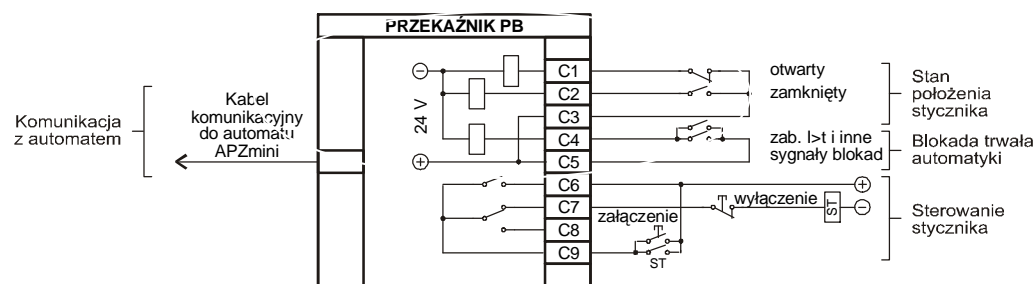 PRZEKAŹNIK PB
Komunikacja
z automatem
Kabel
komunikacyjny
do automatu
APZmini
24 V
C1
C2
C3
C4
C5
C6
C7
C8
C9
otwarty
zamknięty
Stan
położenia
stycznika
zab. I>t i inne
sygnały blokad
Blokada trwała
automatyki
załączenie
wyłączenie
ST
ST
Sterowanie
stycznika